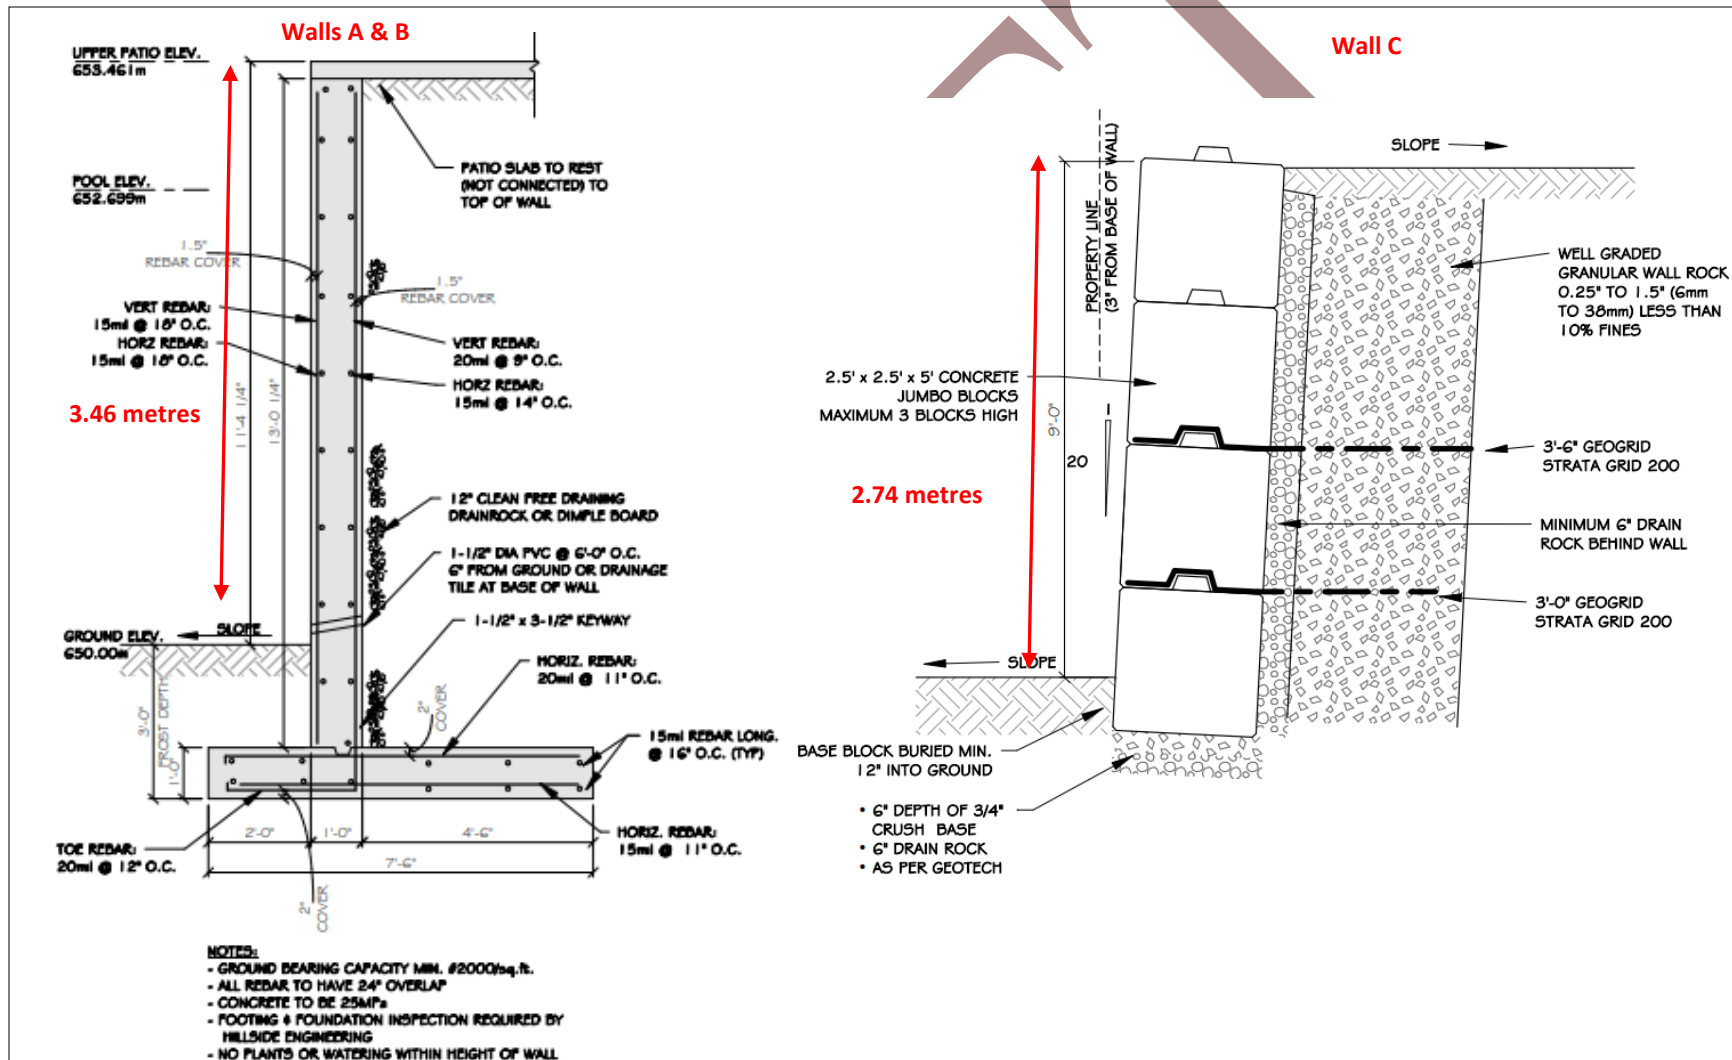 Walls A & B
UPPER PATIO ELEV.
653.461m
POOL ELEV.
652.699m
PATIO SLAB TO REST
(NOT CONNECTED) TO
TOP OF WALL
1.5"
REBAR COVER
1.5"
REBAR COVER
VERT REBAR:
15mil @ 18" O.C.
HORZ REBAR:
15mil @ 18" O.C.
VERT REBAR:
20mil @ 9" O.C.
HORZ REBAR:
15mil @ 14" O.C.
3.46 metres
11'-4 1/4"
13'-0 1/4"
12" CLEAN FREE DRAINING
DRAINROCK OR DIMPLE BOARD
1-1/2" DIA PVC @ 6'-0" O.C.
6" FROM GROUND OR DRAINAGE
TILE AT BASE OF WALL
1-1/2" x 3-1/2" KEYWAY
GROUND ELEV.
650.00m
SLOPE
HORIZ. REBAR:
20mil @ 11" O.C.
3'-0"
FROST DEPTH
1'-0"
2"
COVER
15mil REBAR LONG.
@ 16" O.C. (TYP)
2'-0"
1'-0"
4'-6"
7'-6"
TOE REBAR:
20mil @ 12" O.C.
HORIZ. REBAR:
15mil @ 11" O.C.
2"
COVER
NOTES:
- GROUND BEARING CAPACITY MIN. #2000/sq.ft.
- ALL REBAR TO HAVE 24" OVERLAP
- CONCRETE TO BE 25MPa
- FOOTING & FOUNDATION INSPECTION REQUIRED BY
HILLSIDE ENGINEERING
- NO PLANTS OR WATERING WITHIN HEIGHT OF WALL
Wall C
SLOPE
PROPERTY LINE
(3" FROM BASE OF WALL)
WELL GRADED
GRANULAR WALL ROCK
0.25" TO 1.5" (6mm
TO 38mm) LESS THAN
10% FINES
2.5' x 2.5' x 5' CONCRETE
JUMBO BLOCKS
MAXIMUM 3 BLOCKS HIGH
9'-0"
1
20
3'-6" GEOGRID
STRATA GRID 200
2.74 metres
MINIMUM 6" DRAIN
ROCK BEHIND WALL
3'-0" GEOGRID
STRATA GRID 200
SLOPE
BASE BLOCK BURIED MIN.
12" INTO GROUND
• 6" DEPTH OF 3/4"
CRUSH BASE
• 6" DRAIN ROCK
• AS PER GEOTECH